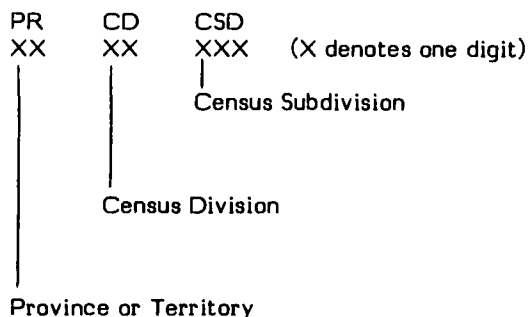 PR CD CSD
XX XX XXX (X denotes one digit)
Census Subdivision
Census Division
Province or Territory